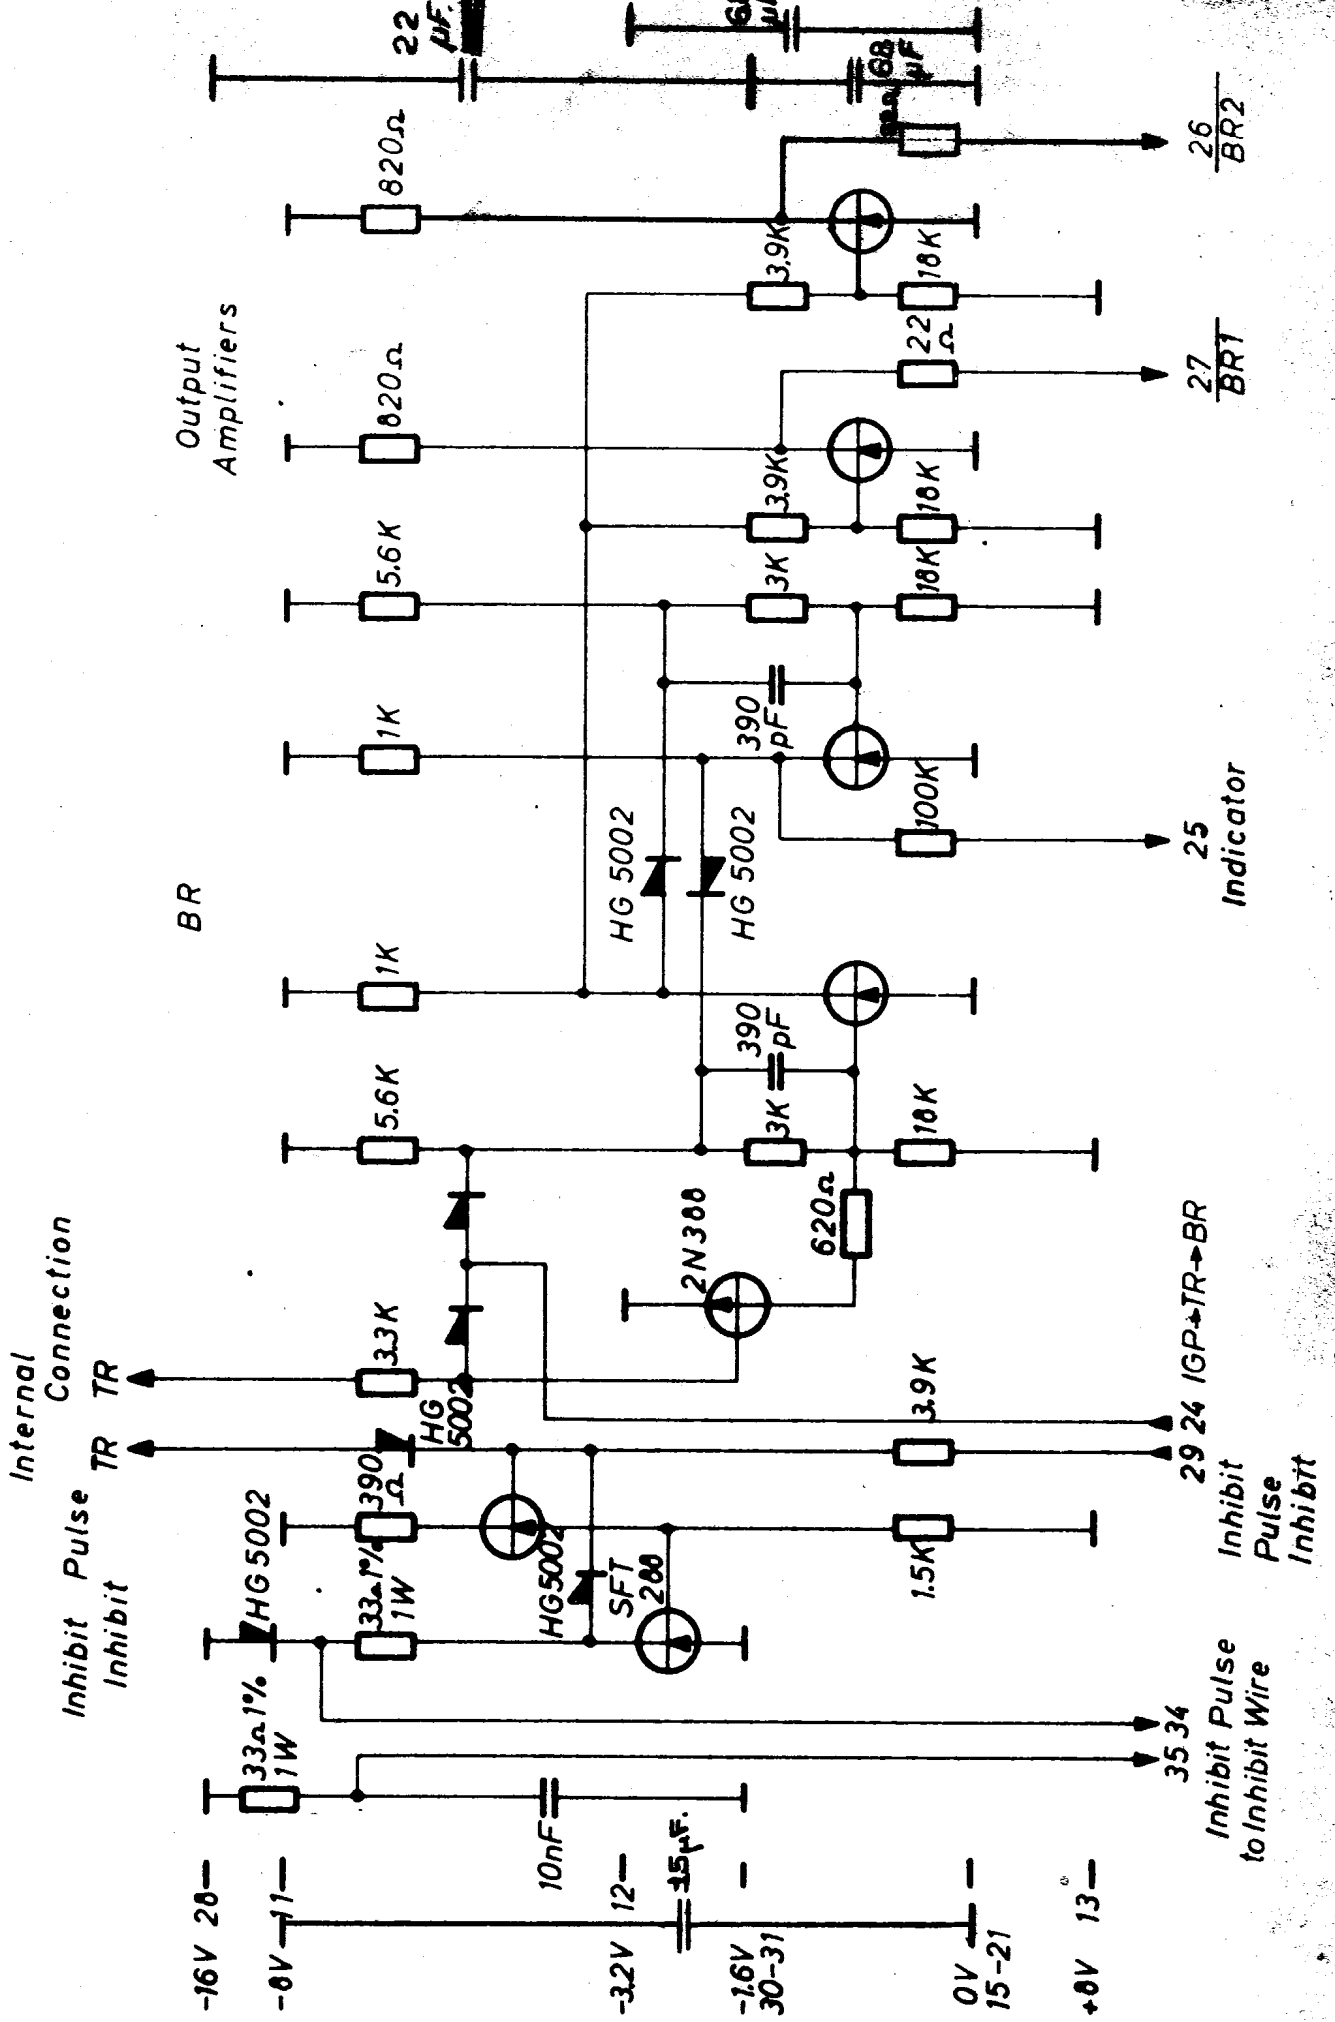 -16V 28
-8V 11
-3.2V 12
-1.6V
30-31
0V
15-21
+8V 13
15µF.
10nF
33Ω1%
1W
35 34
Inhibit Pulse
to Inhibit Wire
HG5002
33Ω1%
1W
SFT
288
HG5002
390
Ω
1.5K
Inhibit Pulse
Inhibit
TR
TR
Internal
Connection
HG
5002
3.3K
3.9K
29
Inhibit
Pulse
Inhibit
24 IGP→TR→BR
2N388
620Ω
5.6K
3K
390
pF
18K
1K
BR
HG 5002
HG 5002
1K
100K
25
Indicator
390
pF
5.6K
3K
18K
Output
Amplifiers
820Ω
3.9K
18K
22
Ω
27
BR1
820Ω
3.9K
18K
26
BR2
22
µF.
68
µF